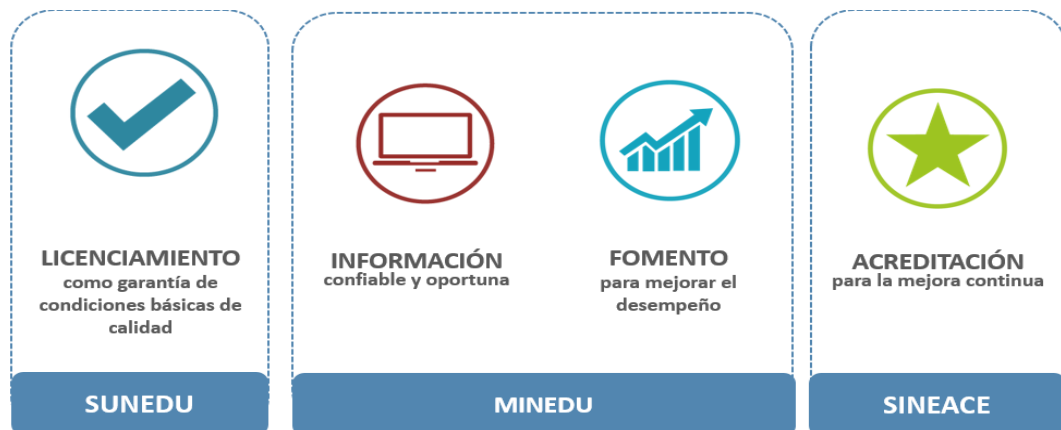 LICENCIAMIENTO
como garantía de
condiciones básicas de
calidad
SUNEDU
INFORMACIÓN
confiable y oportuna
FOMENTO
para mejorar el
desempeño
MINEDU
ACREDITACIÓN
para la mejora continua
SINEACE